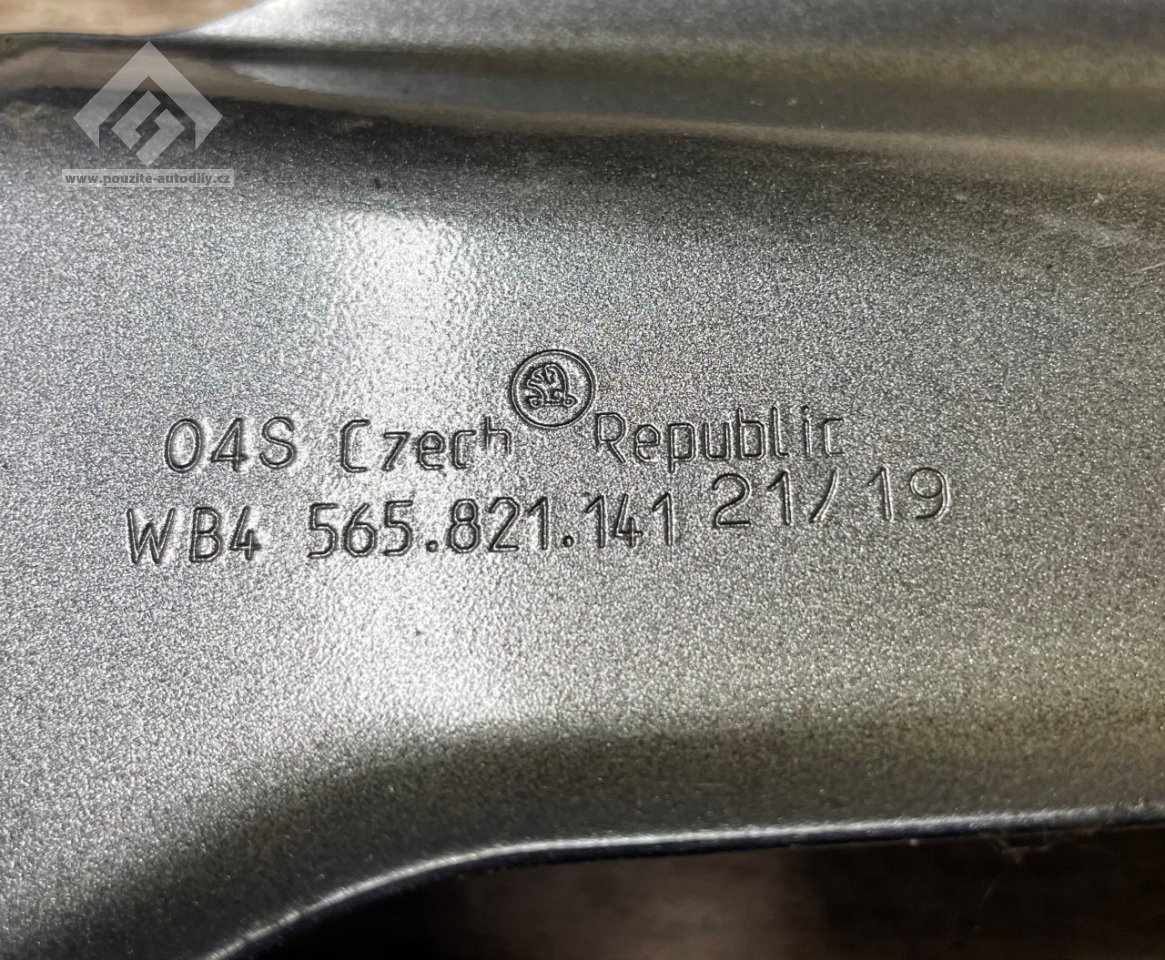 www.pouzite-autodily.cz
04S Czech Republic
WB4 565.821.141 21/19